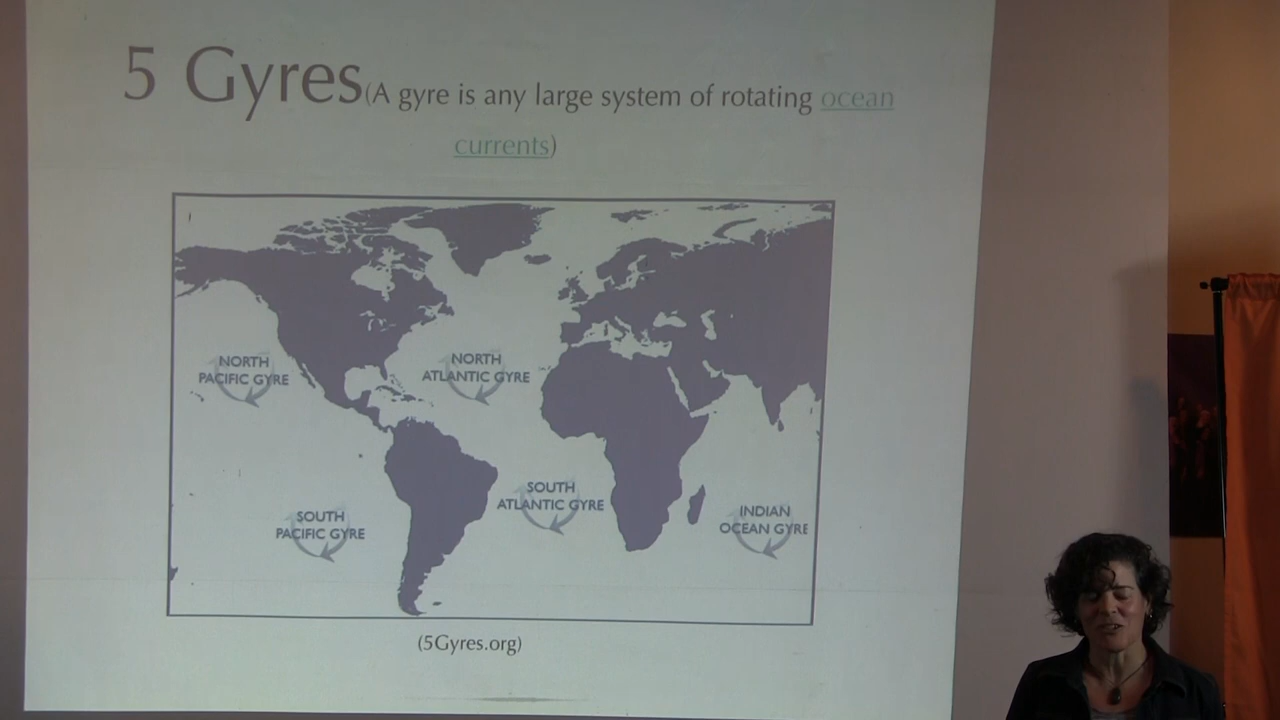 5 Gyres(A gyre is any large system of rotating ocean
currents)
NORTH
PACIFIC GYRE
NORTH
ATLANTIC GYRE
SOUTH
ATLANTIC GYRE
SOUTH
PACIFIC GYRE
INDIAN
OCEAN GYRE
(5Gyres.org)